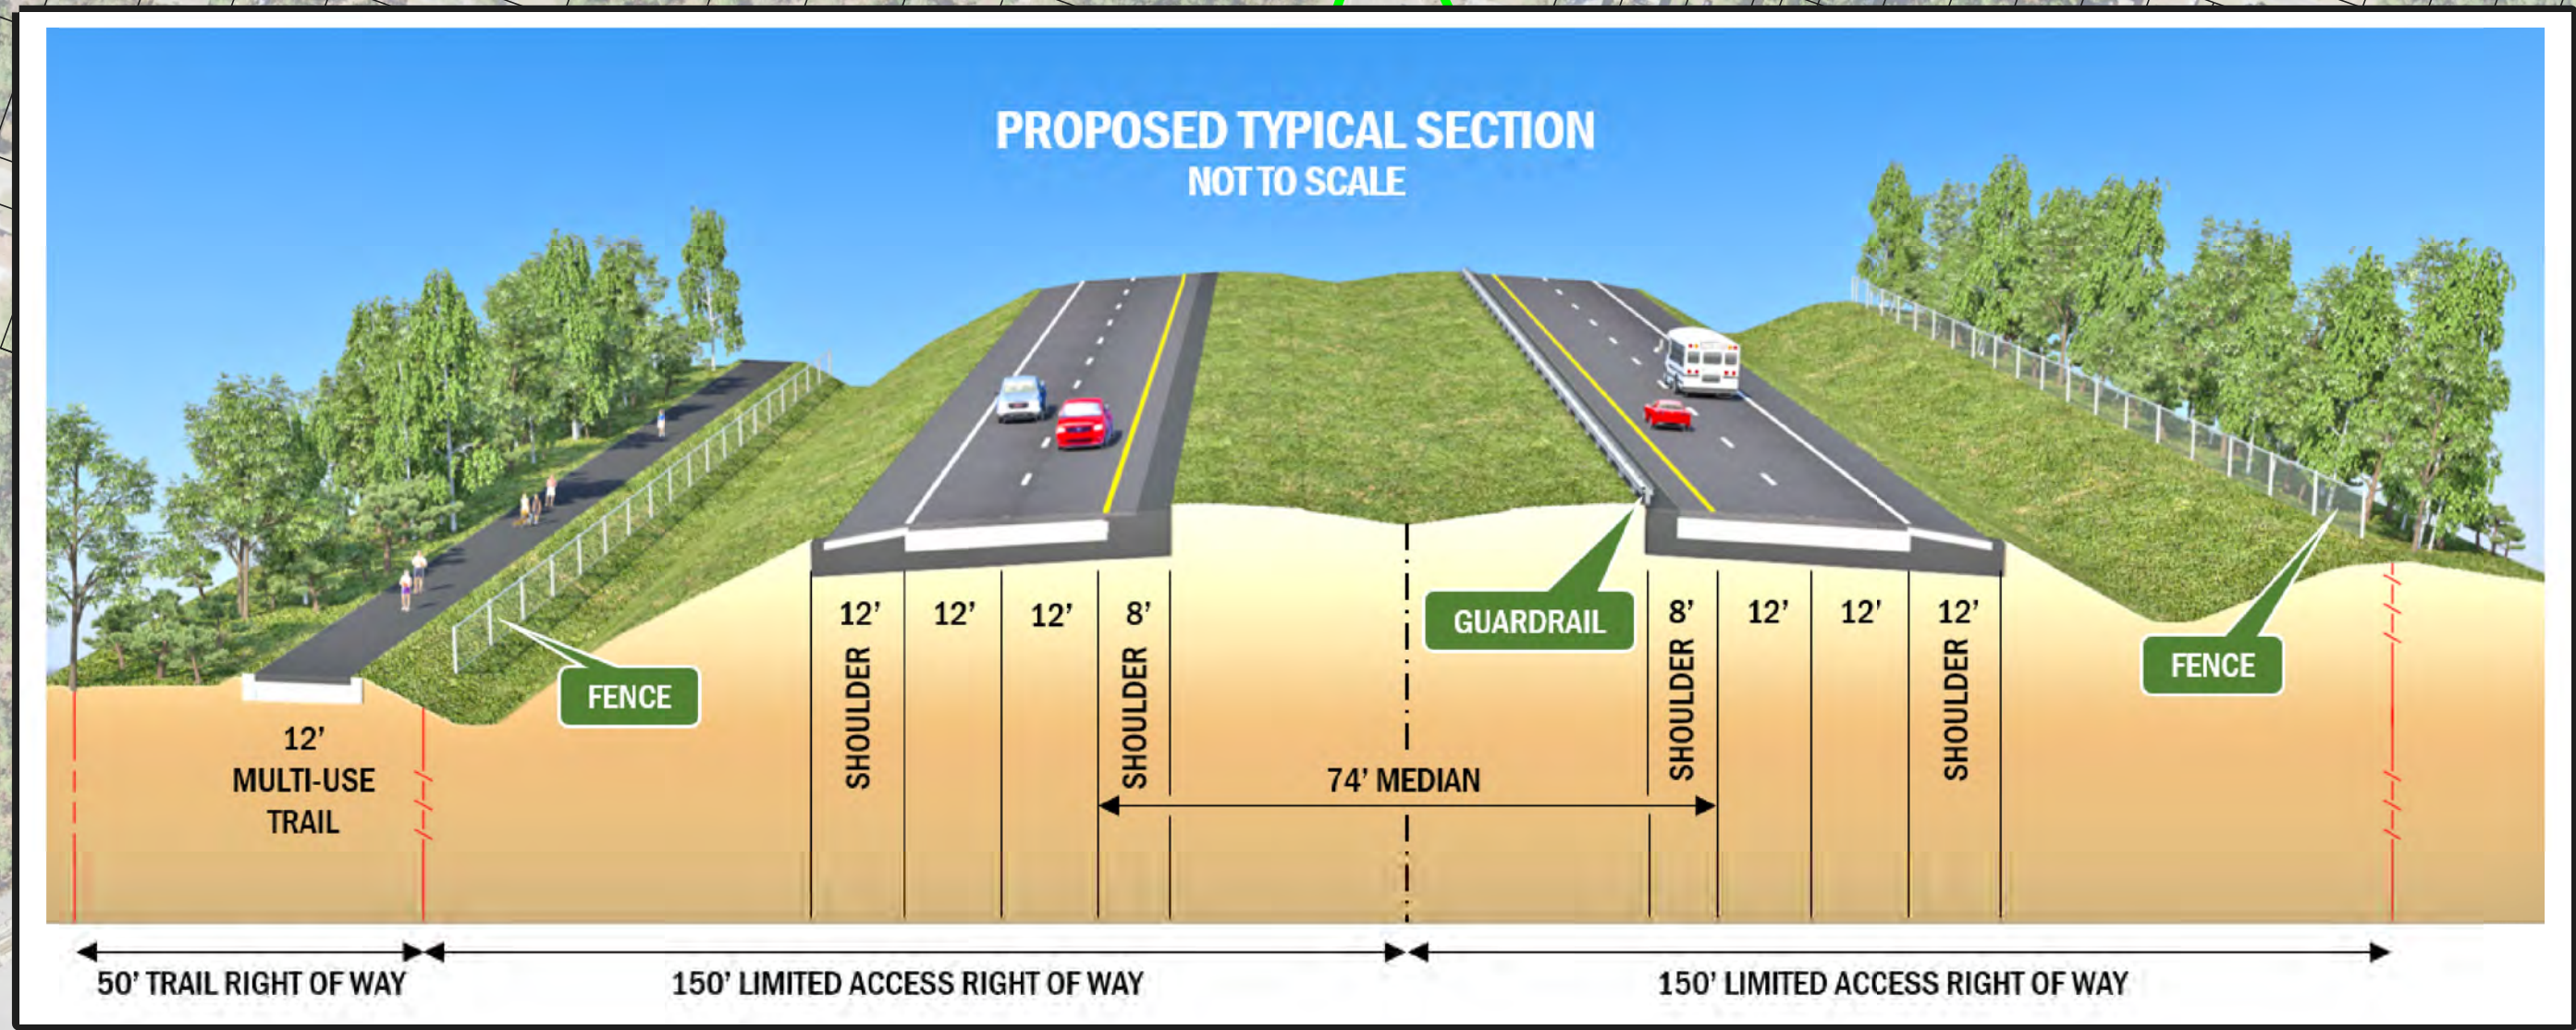 PROPOSED TYPICAL SECTION
NOT TO SCALE
12’
12’
12’
8’
GUARDRAIL
8’
12’
12’
12’
FENCE
FENCE
SHOULDER
SHOULDER
SHOULDER
SHOULDER
12’
MULTI-USE
TRAIL
74’ MEDIAN
50’ TRAIL RIGHT OF WAY
150’ LIMITED ACCESS RIGHT OF WAY
150’ LIMITED ACCESS RIGHT OF WAY